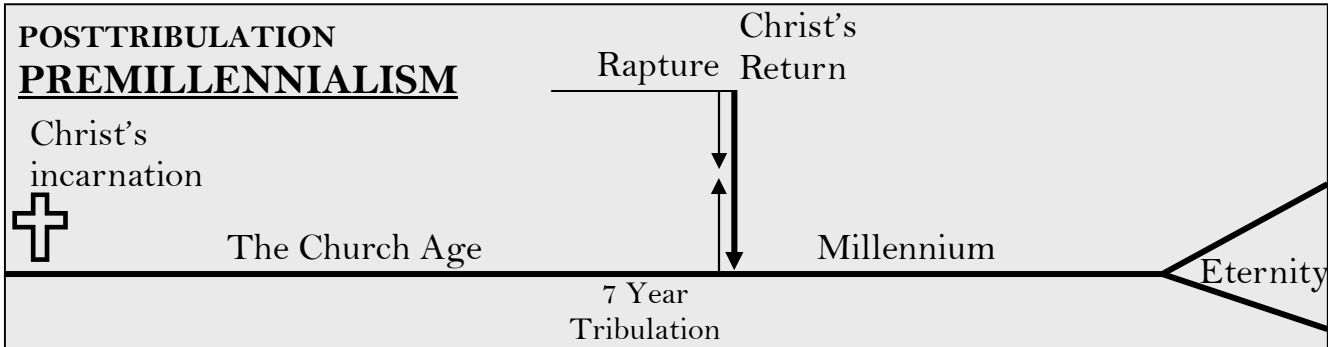 POSTTRIBULATION
PREMILLENNIALISM
Christ’s
incarnation
The Church Age
Rapture
Christ’s
Return
7 Year
Tribulation
Millennium
Eternity